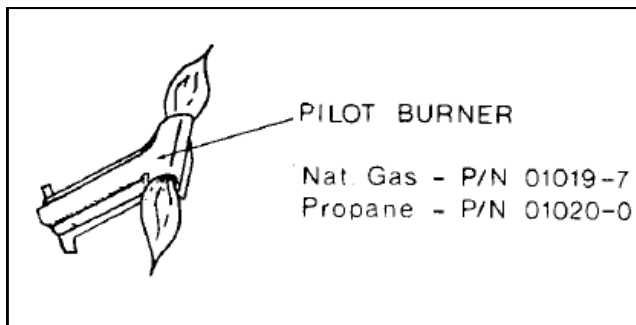 PILOT BURNER
Nat. Gas - P/N 01019-7
Propane - P/N 01020-0